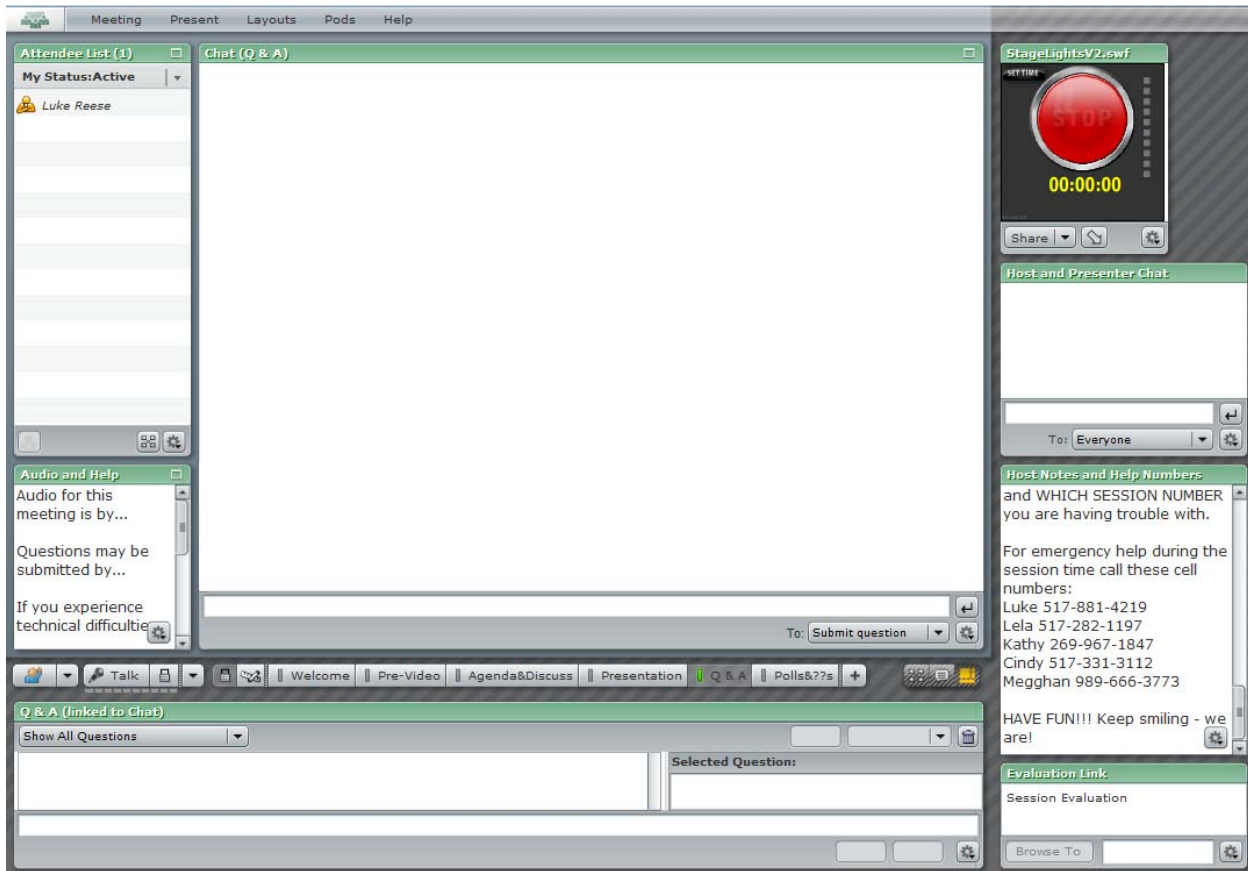 Meeting Present Layouts Pods Help
Attendee List (1)
My Status:Active
Luke Reese
Chat (Q & A)
To: Submit question
StageLightsV2.swf
SET TIME
STOP
00:00:00
Share
Host and Presenter Chat
To: Everyone
Audio and Help
Audio for this
meeting is by...
Questions may be
submitted by...
If you experience
technical difficultie
Host Notes and Help Numbers
and WHICH SESSION NUMBER
you are having trouble with.
For emergency help during the
session time call these cell
numbers:
Luke 517-881-4219
Lela 517-282-1197
Kathy 269-967-1847
Cindy 517-331-3112
Megghan 989-666-3773
HAVE FUN!!! Keep smiling - we
are!
Talk Welcome Pre-Video Agenda&Discuss Presentation Q & A Polls&??s +
Q & A (linked to Chat)
Show All Questions
Selected Question:
Evaluation Link
Session Evaluation
Browse To